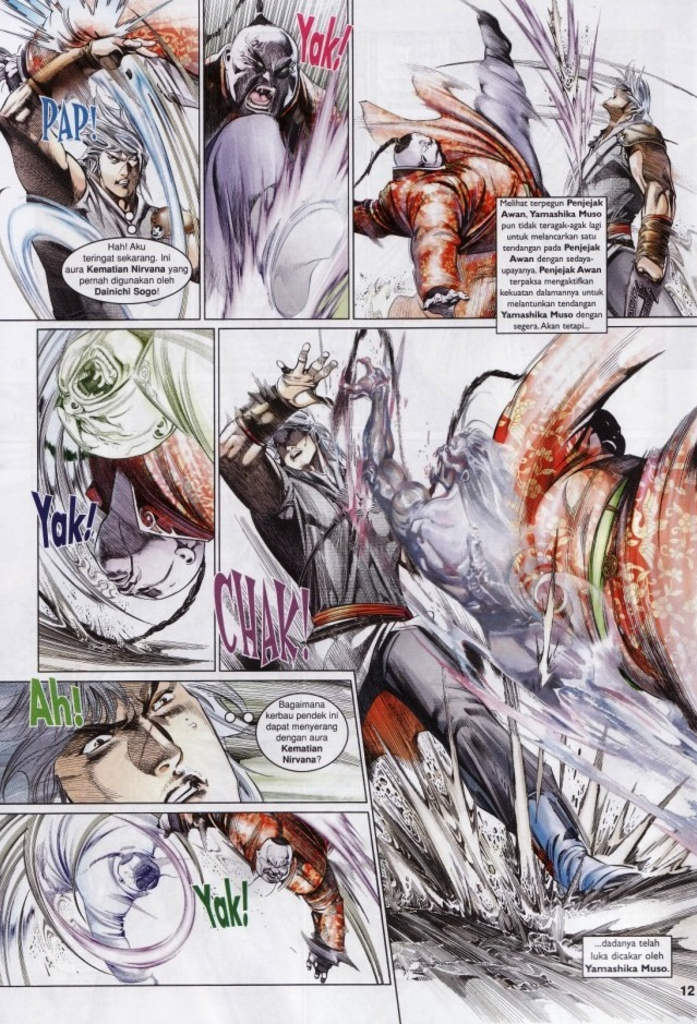 PAP!
Hah! Aku
teringat sekarang. Ini
aura Kematian Nirvana yang
pernah digunakan oleh
Dainichi Sogo!
Yak!
Melihat terpegun Penjejak
Awan, Yamashika Muso
pun tidak teragak-agak lagi
untuk melancarkan satu
tendangan pada Penjejak
Awan dengan sedaya-
upayanya. Penjejak Awan
terpaksa mengaktifkan
kekuatan dalamannya untuk
melantunkan tendangan
Yamashika Muso dengan
segera. Akan tetapi...
Yak!
CHAK!
Ah!
Bagaimana
kerbau pendek ini
dapat menyerang
dengan aura
Kematian
Nirvana?
Yak!
...dadanya telah
luka dicakar oleh
Yamashika Muso.
12